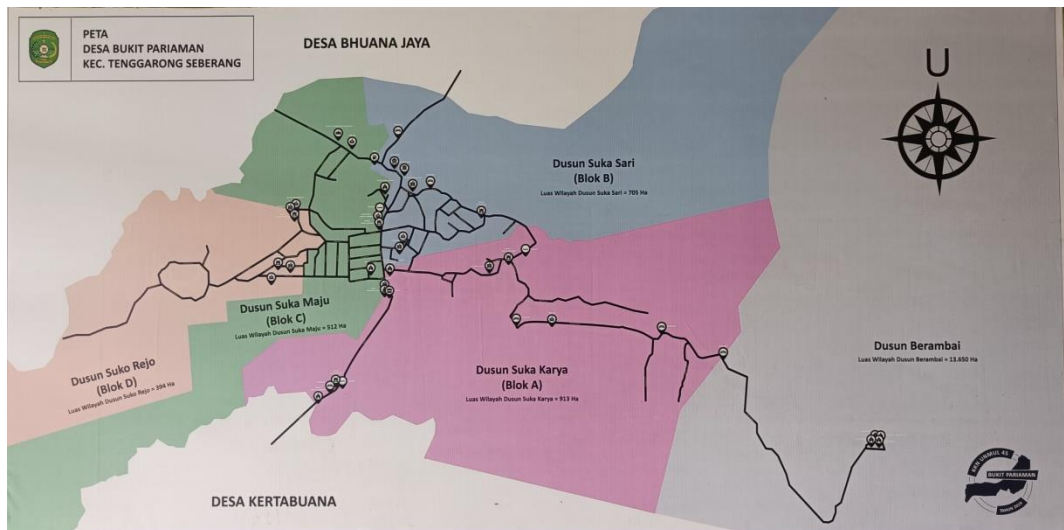 PETA
DESA BUKIT PARIAMAN
KEC. TENGGARONG SEBERANG
DESA BHUANA JAYA
U
Dusun Suka Sari
(Blok B)
Luas Wilayah Dusun Suka Sari = 705 Ha
Dusun Suka Maju
(Blok C)
Luas Wilayah Dusun Suka Maju = 512 Ha
Dusun Suko Rejo
(Blok D)
Luas Wilayah Dusun Suko Rejo = 394 Ha
Dusun Suka Karya
(Blok A)
Luas Wilayah Dusun Suka Karya = 913 Ha
Dusun Berambai
Luas Wilayah Dusun Berambai = 13.650 Ha
DESA KERTABUANA
KKN UNMUL 45
BUKIT PARIAMAN